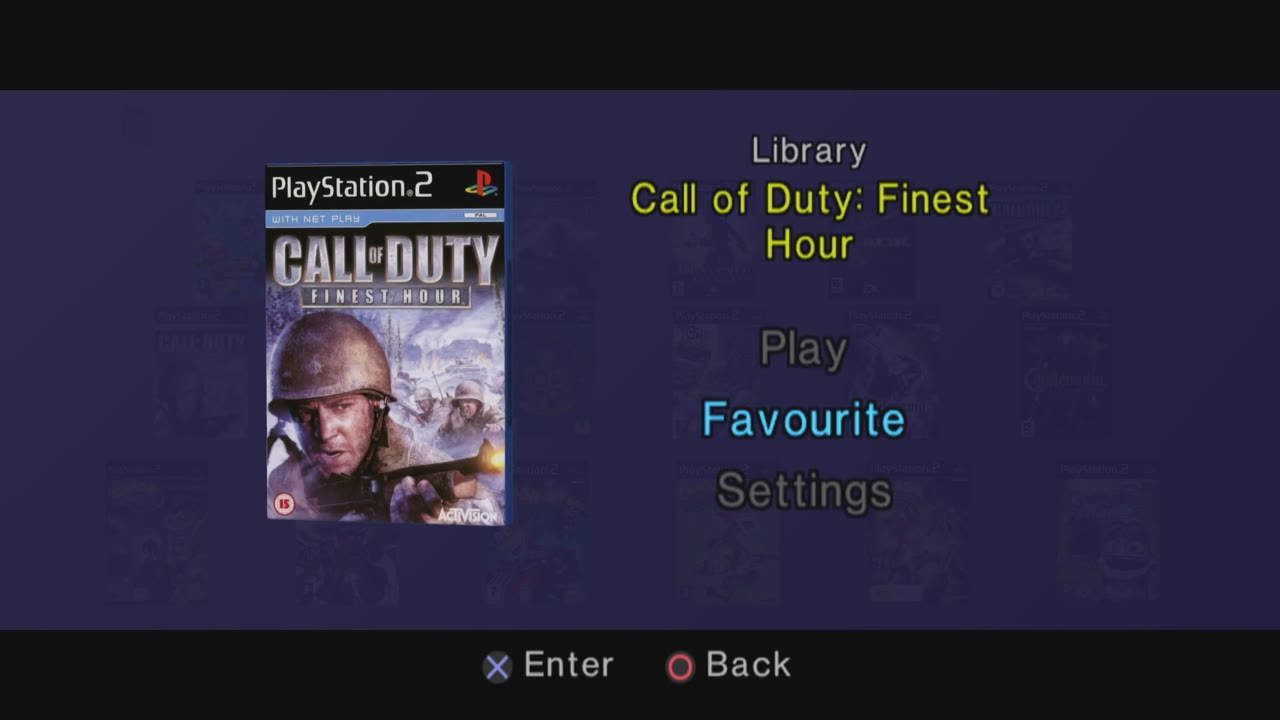 Library
Call of Duty: Finest
Hour
PlayStation®2
WITH NET PLAY
PAL
CALL OF DUTY
FINEST HOUR
15
ACTIVISION
Play
Favourite
Settings
Enter
Back